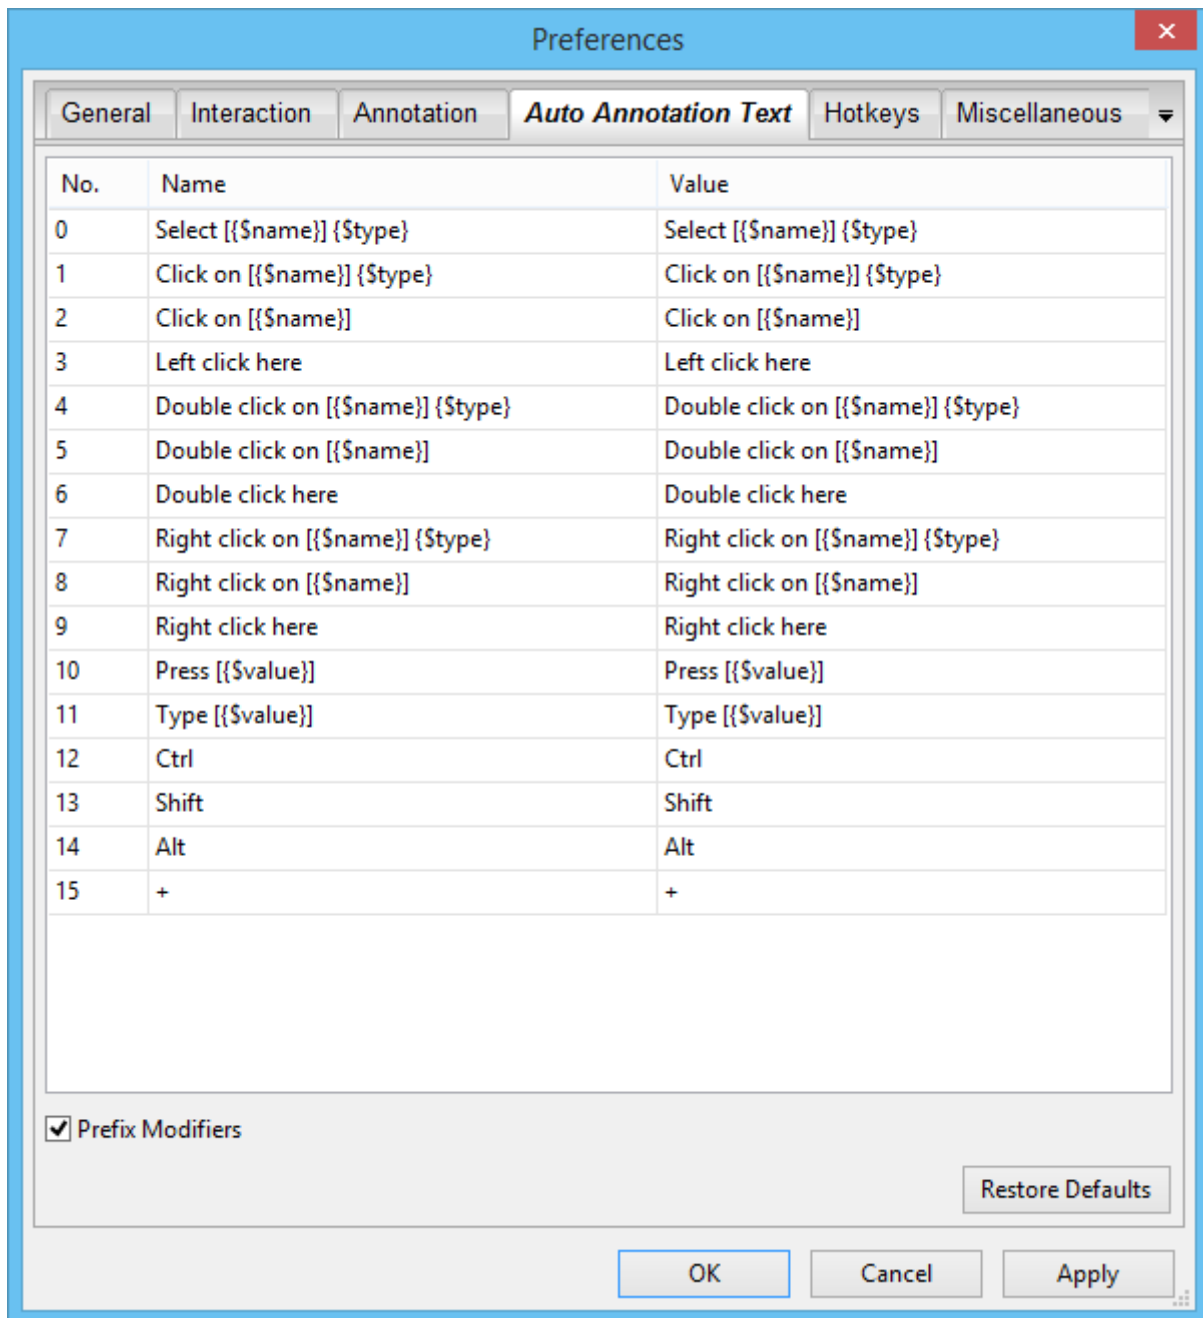 Preferences
General Interaction Annotation Auto Annotation Text Hotkeys Miscellaneous
No. Name Value
0 Select [{$name}] {$type} Select [{$name}] {$type}
1 Click on [{$name}] {$type} Click on [{$name}] {$type}
2 Click on [{$name}] Click on [{$name}]
3 Left click here Left click here
4 Double click on [{$name}] {$type} Double click on [{$name}] {$type}
5 Double click on [{$name}] Double click on [{$name}]
6 Double click here Double click here
7 Right click on [{$name}] {$type} Right click on [{$name}] {$type}
8 Right click on [{$name}] Right click on [{$name}]
9 Right click here Right click here
10 Press [{$value}] Press [{$value}]
11 Type [{$value}] Type [{$value}]
12 Ctrl Ctrl
13 Shift Shift
14 Alt Alt
15 + +
Prefix Modifiers
Restore Defaults
OK Cancel Apply